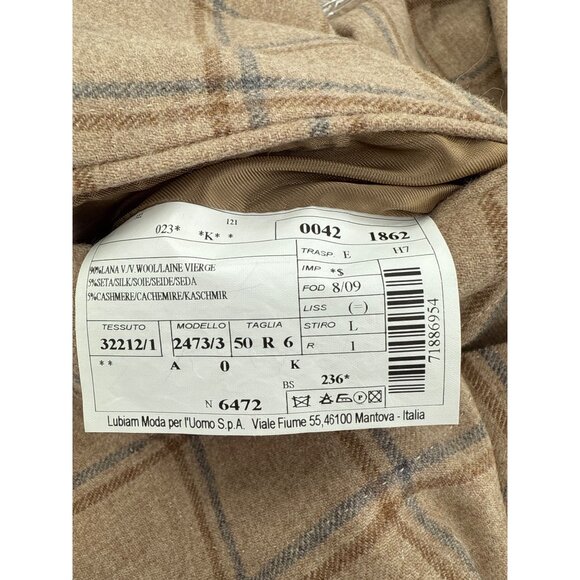 023* *K* * 121 0042 1862
TRASP E H7
90%LANA V./V.WOOL/LAINE VIERGE IMP *$
5%SETA/SILK/SOIE/SEIDE/SEDA FOD 8/09
5%CASHMERE/CACHEMIRE/KASCHMIR LISS (=)
TESSUTO MODELLO TAGLIA STIRO L
32212/1 2473/3 50 R 6 R 1
* * A 0 K
BS 236*
N 6472
Lubiam Moda per l'Uomo S.p.A. Viale Fiume 55,46100 Mantova - Italia
71886954